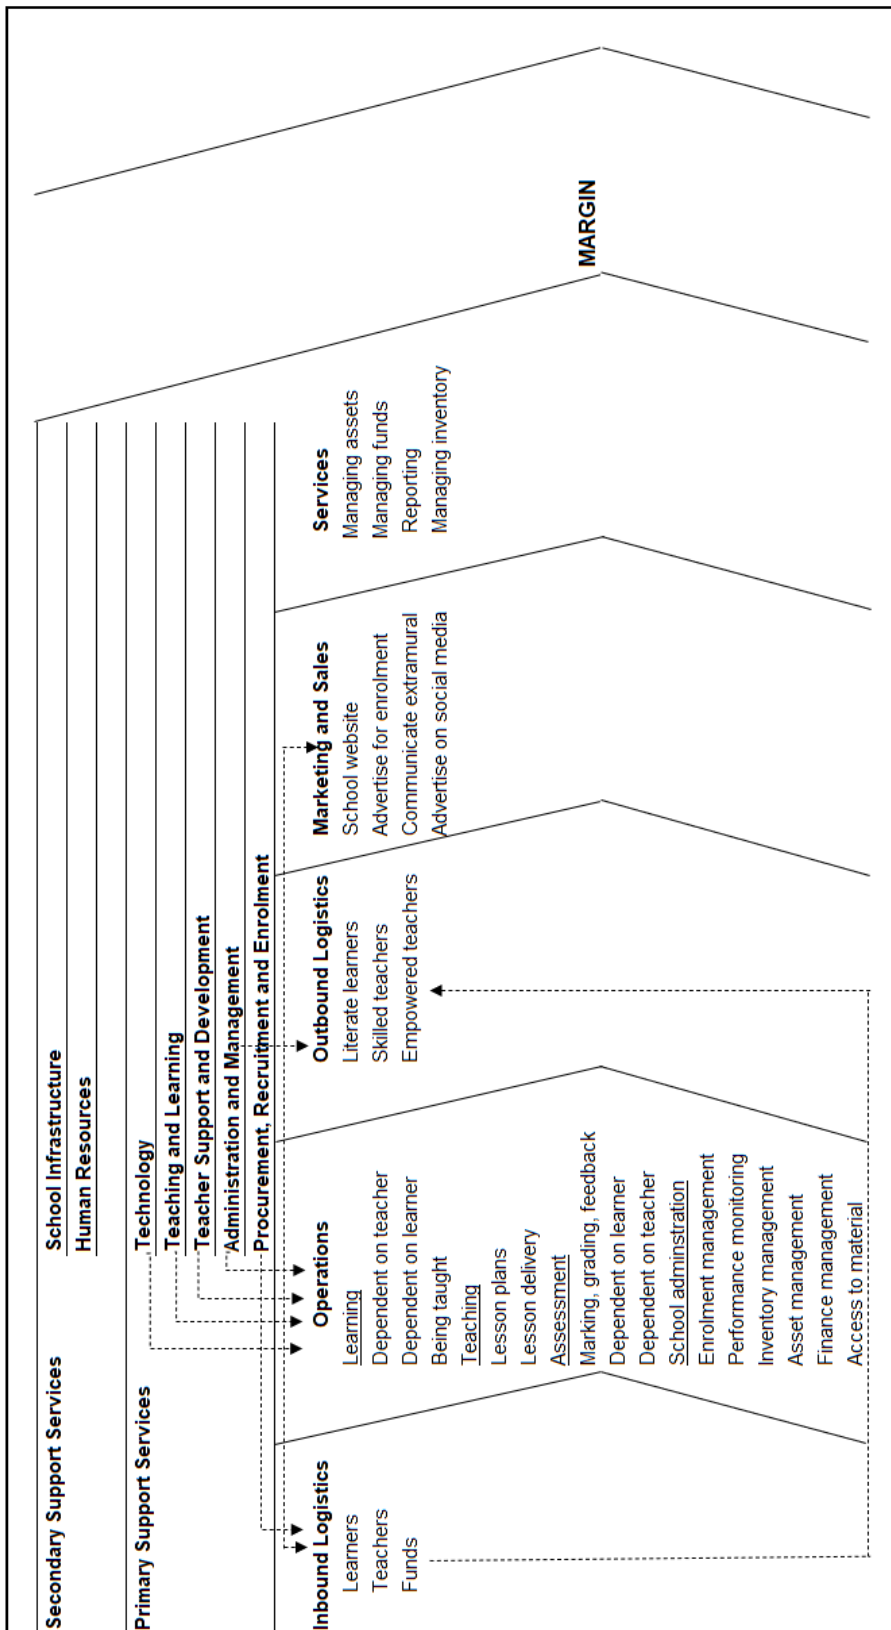 Secondary Support Services
School Infrastructure
Human Resources
Primary Support Services
Technology
Teaching and Learning
Teacher Support and Development
Administration and Management
Procurement, Recruitment and Enrolment
Inbound Logistics
Learners
Teachers
Funds
Operations
Learning
Dependent on teacher
Dependent on learner
Being taught
Teaching
Lesson plans
Lesson delivery
Assessment
Marking, grading, feedback
Dependent on learner
Dependent on teacher
School adminstration
Enrolment management
Performance monitoring
Inventory management
Asset management
Finance management
Access to material
Outbound Logistics
Literate learners
Skilled teachers
Empowered teachers
Marketing and Sales
School website
Advertise for enrolment
Communicate extramural
Advertise on social media
Services
Managing assets
Managing funds
Reporting
Managing inventory
MARGIN